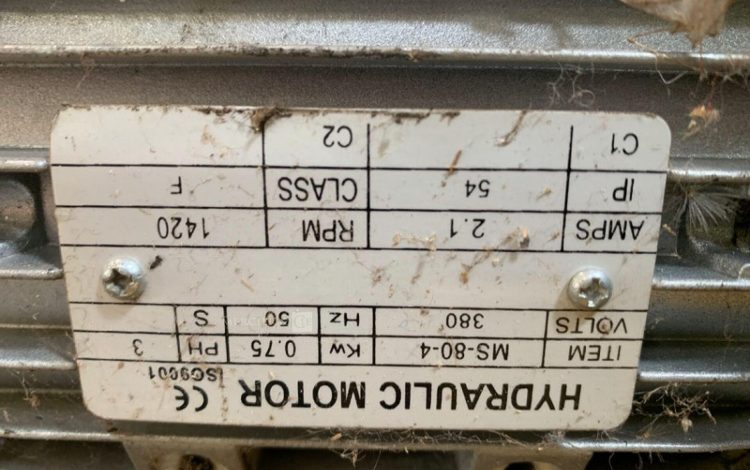 HYDRAULIC MOTOR CE
ISO9001
ITEM MS-80-4 Kw 0.75 PH 3
VOLTS 380 Hz 50 S
AMPS 2.1 RPM 1420
IP 54 CLASS F
C1 C2